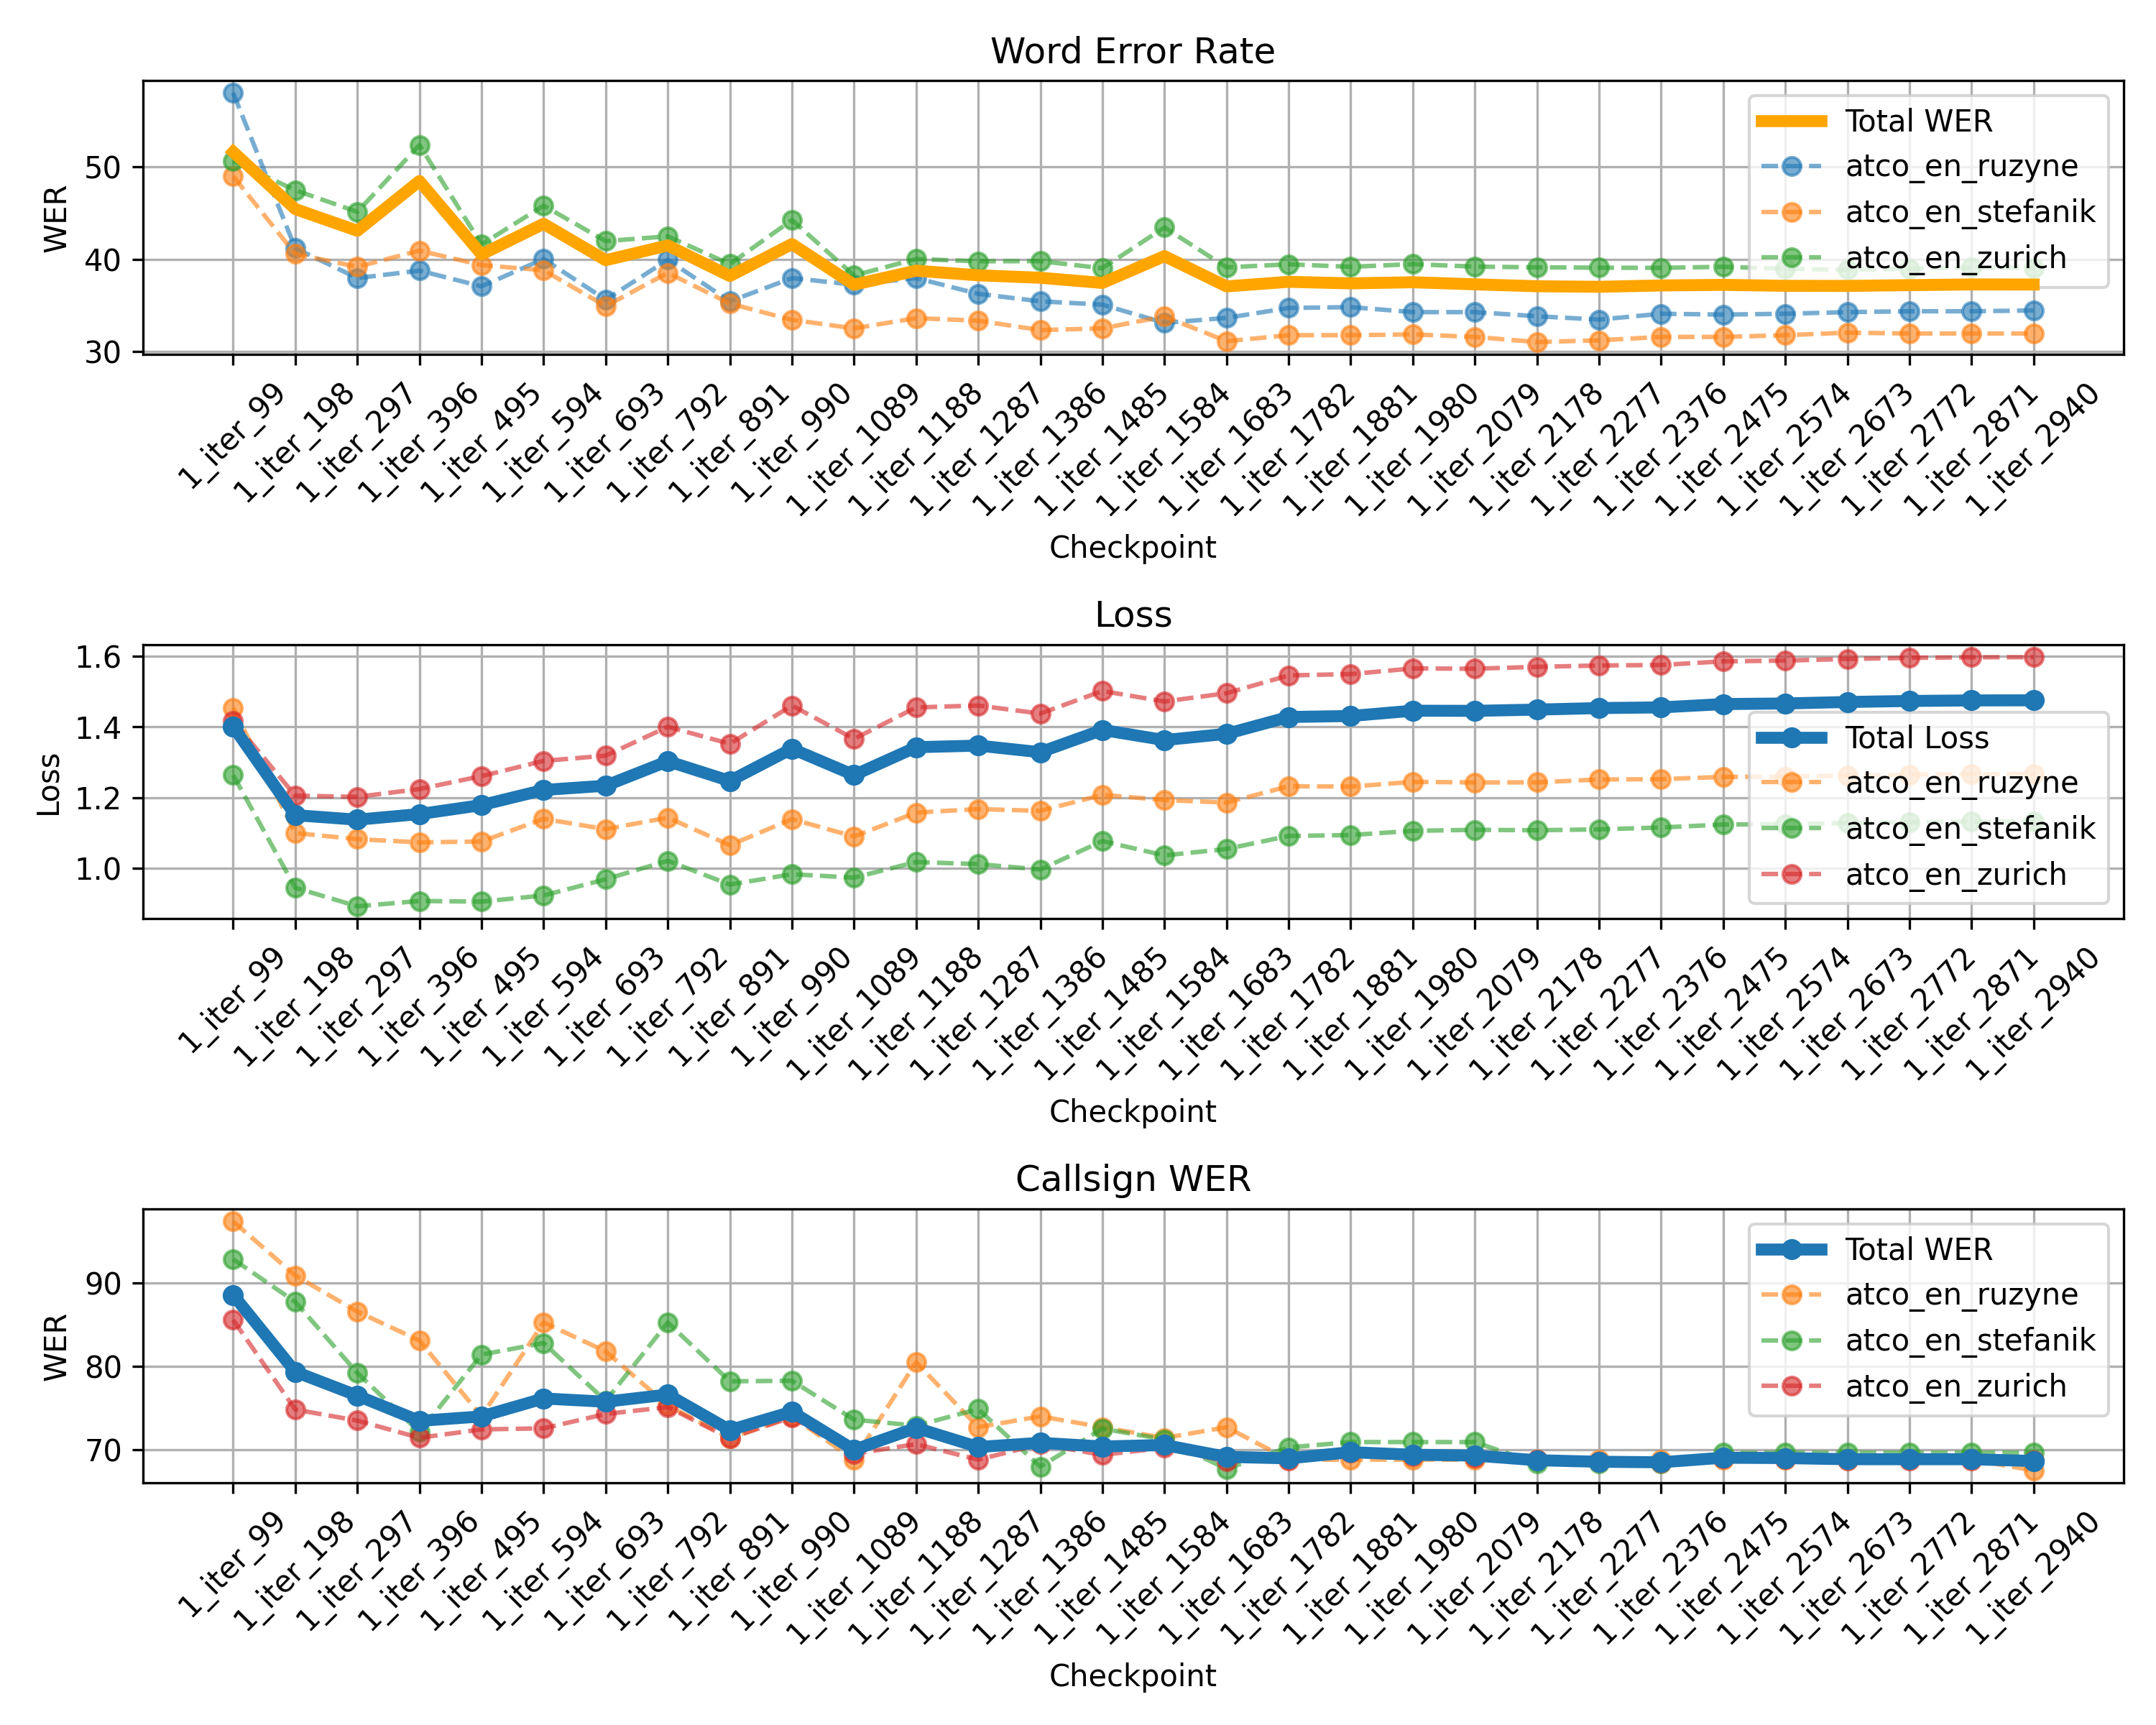 Word Error Rate
WER
50
40
30
Total WER
atco_en_ruzyne
atco_en_stefanik
atco_en_zurich
1_iter_99
1_iter_198
1_iter_297
1_iter_396
1_iter_495
1_iter_594
1_iter_693
1_iter_792
1_iter_891
1_iter_990
1_iter_1089
1_iter_1188
1_iter_1287
1_iter_1386
1_iter_1485
1_iter_1584
1_iter_1683
1_iter_1782
1_iter_1881
1_iter_1980
1_iter_2079
1_iter_2178
1_iter_2277
1_iter_2376
1_iter_2475
1_iter_2574
1_iter_2673
1_iter_2772
1_iter_2871
1_iter_2940
Checkpoint
Loss
Loss
1.6
1.4
1.2
1.0
Total Loss
atco_en_ruzyne
atco_en_stefanik
atco_en_zurich
1_iter_99
1_iter_198
1_iter_297
1_iter_396
1_iter_495
1_iter_594
1_iter_693
1_iter_792
1_iter_891
1_iter_990
1_iter_1089
1_iter_1188
1_iter_1287
1_iter_1386
1_iter_1485
1_iter_1584
1_iter_1683
1_iter_1782
1_iter_1881
1_iter_1980
1_iter_2079
1_iter_2178
1_iter_2277
1_iter_2376
1_iter_2475
1_iter_2574
1_iter_2673
1_iter_2772
1_iter_2871
1_iter_2940
Checkpoint
Callsign WER
WER
90
80
70
Total WER
atco_en_ruzyne
atco_en_stefanik
atco_en_zurich
1_iter_99
1_iter_198
1_iter_297
1_iter_396
1_iter_495
1_iter_594
1_iter_693
1_iter_792
1_iter_891
1_iter_990
1_iter_1089
1_iter_1188
1_iter_1287
1_iter_1386
1_iter_1485
1_iter_1584
1_iter_1683
1_iter_1782
1_iter_1881
1_iter_1980
1_iter_2079
1_iter_2178
1_iter_2277
1_iter_2376
1_iter_2475
1_iter_2574
1_iter_2673
1_iter_2772
1_iter_2871
1_iter_2940
Checkpoint